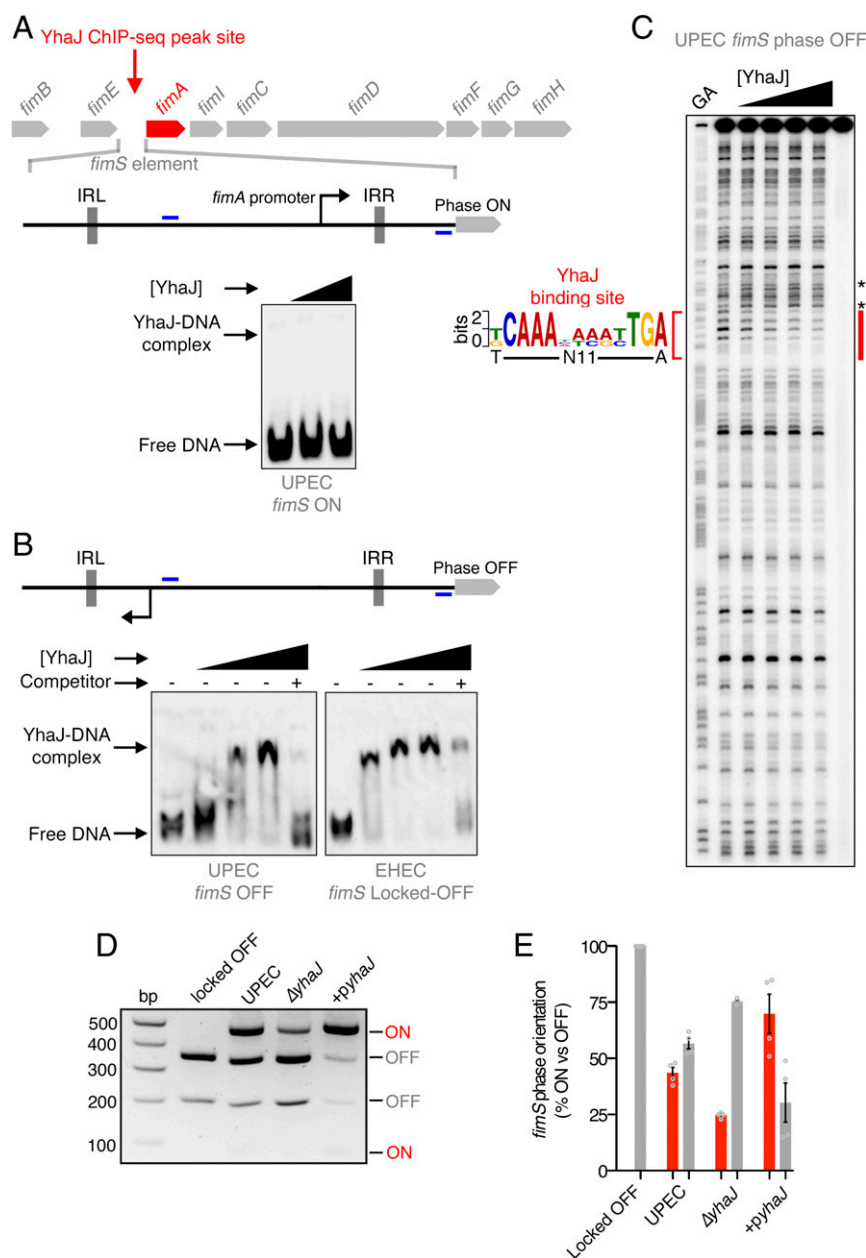 A
YhaJ ChIP-seq peak site
fimB
fimE
fimA
fimI
fimC
fimD
fimF
fimG
fimH
fimS element
IRL
fimA promoter
IRR
Phase ON
[YhaJ]
YhaJ-DNA
complex
Free DNA
UPEC
fimS ON
B
IRL
IRR
Phase OFF
[YhaJ]
Competitor
- - - - +
- - - - +
YhaJ-DNA
complex
Free DNA
UPEC
fimS OFF
EHEC
fimS Locked-OFF
C
UPEC fimS phase OFF
GA
[YhaJ]
*
*
YhaJ
binding site
bits
2
0
CAAA
TGA
T
N11
A
D
bp
locked OFF
UPEC
ΔyhaJ
+pyhaJ
500
400
300
200
100
ON
OFF
OFF
ON
E
fimS phase orientation
(% ON vs OFF)
100
75
50
25
0
Locked OFF
UPEC
ΔyhaJ
+pyhaJ